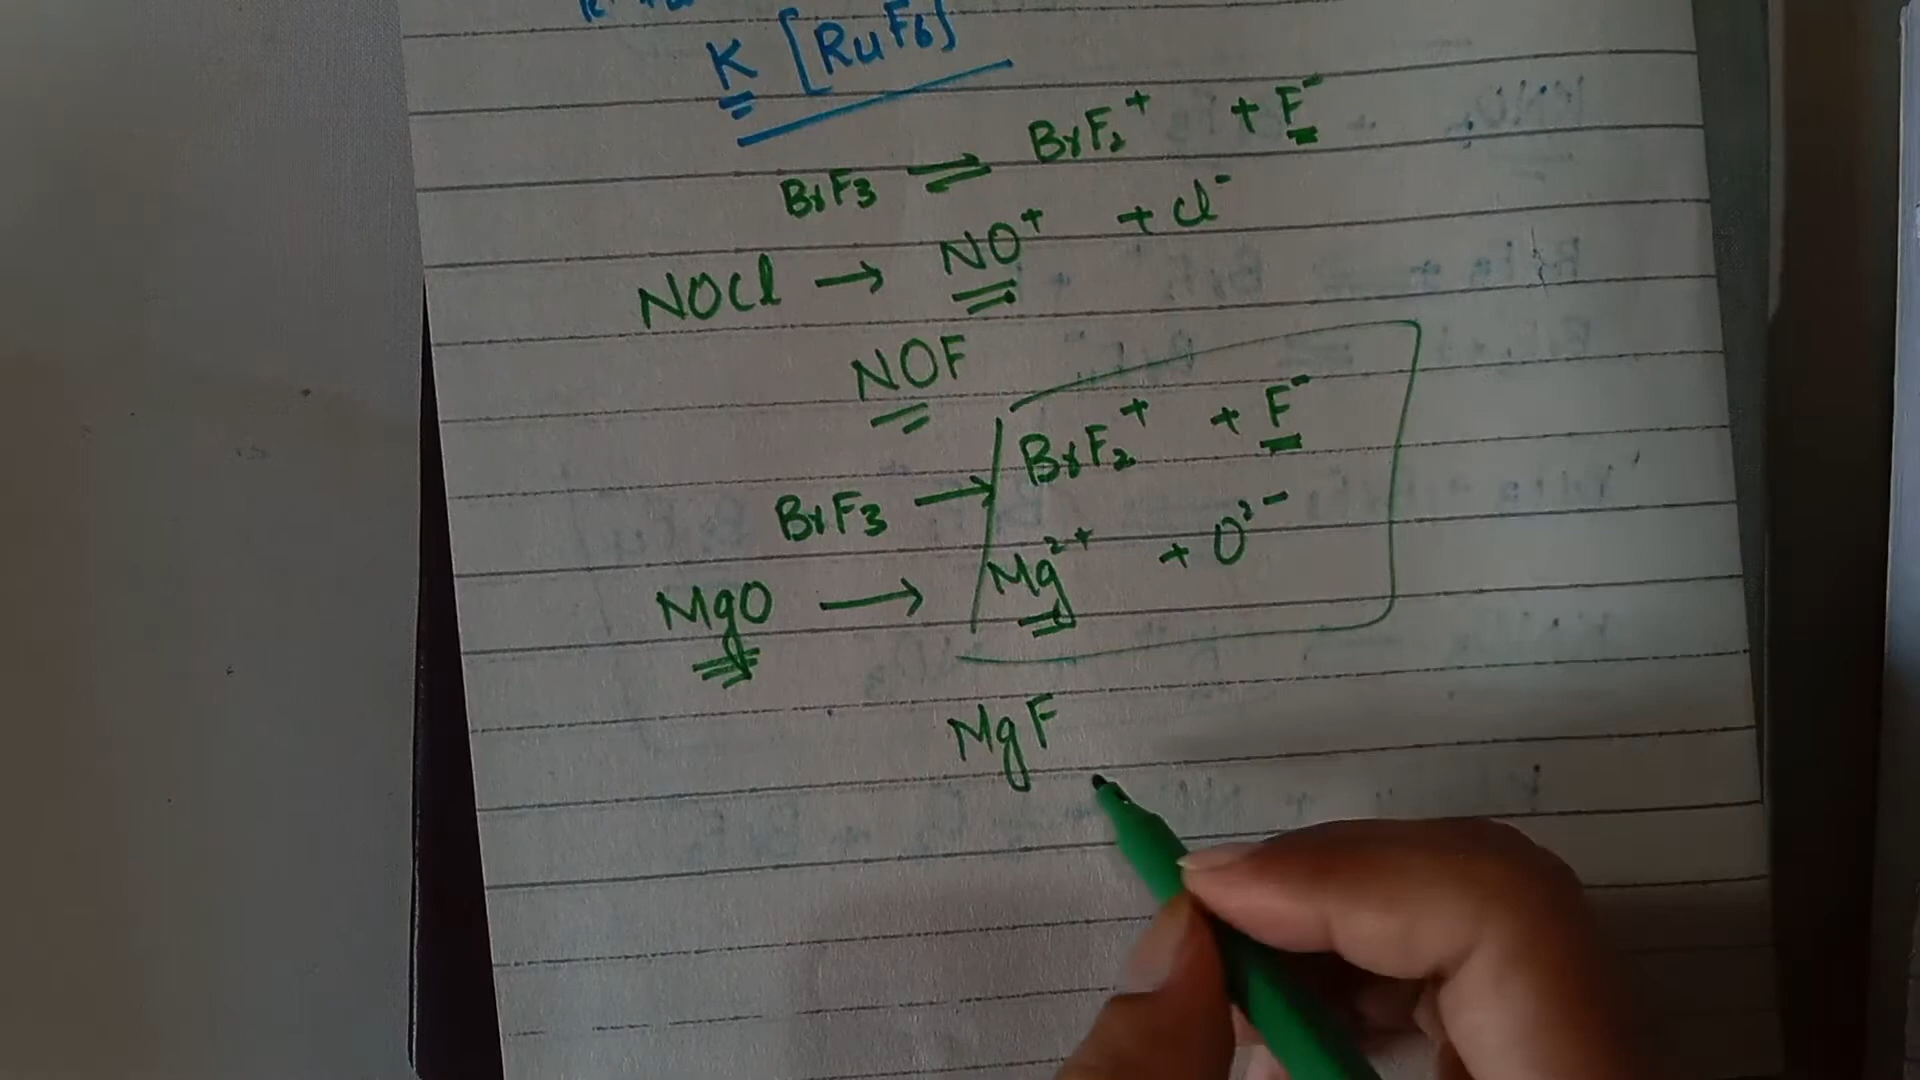 K [RuF6]
BrF3 ⇌ BrF2+ + F-
NOCl → NO+ + Cl-
NOF
BrF3 → BrF2+ + F-
MgO → Mg2+ + O2-
MgF